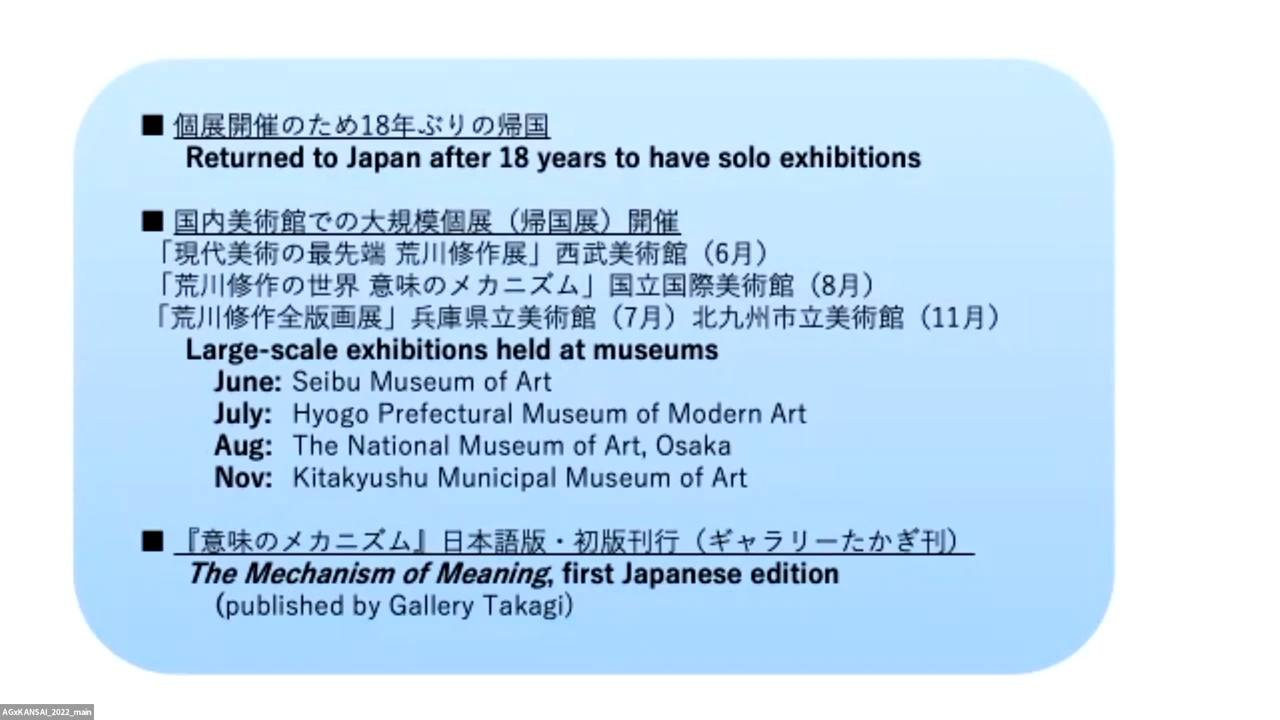 ■ 個展開催のため18年ぶりの帰国
Returned to Japan after 18 years to have solo exhibitions
■ 国内美術館での大規模個展（帰国展）開催
「現代美術の最先端 荒川修作展」西武美術館（6月）
「荒川修作の世界 意味のメカニズム」国立国際美術館（8月）
「荒川修作全版画展」兵庫県立美術館（7月）北九州市立美術館（11月）
Large-scale exhibitions held at museums
June: Seibu Museum of Art
July: Hyogo Prefectural Museum of Modern Art
Aug: The National Museum of Art, Osaka
Nov: Kitakyushu Municipal Museum of Art
■ 『意味のメカニズム』日本語版・初版刊行（ギャラリーたかぎ刊）
The Mechanism of Meaning, first Japanese edition
(published by Gallery Takagi)
AGxKANSAI_2022_main